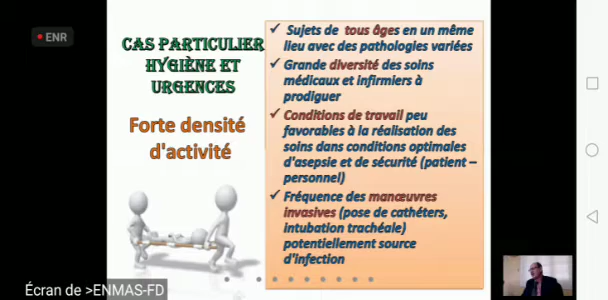 ENR
CAS PARTICULIER
HYGIÈNE ET
URGENCES
Forte densité
d'activité
✓ Sujets de tous âges en un même
lieu avec des pathologies variées
✓ Grande diversité des soins
médicaux et infirmiers à
prodiguer
✓ Conditions de travail peu
favorables à la réalisation des
soins dans conditions optimales
d'asepsie et de sécurité (patient –
personnel)
✓ Fréquence des manœuvres
invasives (pose de cathéters,
intubation trachéale)
potentiellement source
d'infection
Écran de >ENMAS-FD